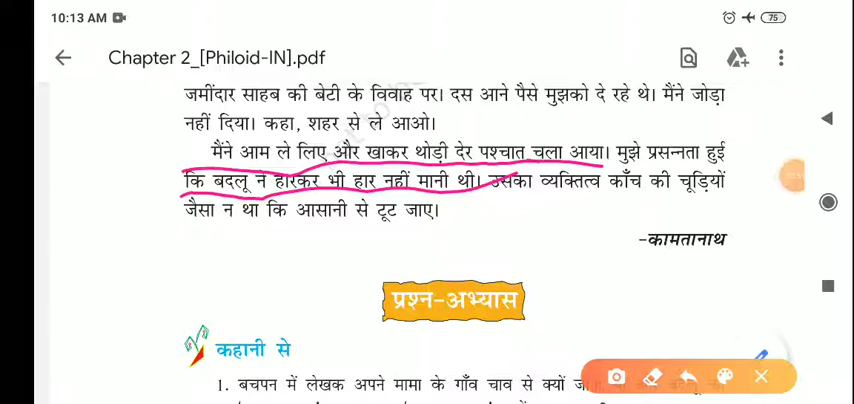 10:13 AM
75
Chapter 2_[Philoid-IN].pdf
जमींदार साहब की बेटी के विवाह पर। दस आने पैसे मुझको दे रहे थे। मैंने जोड़ा
नहीं दिया। कहा, शहर से ले आओ।
मैंने आम ले लिए और खाकर थोड़ी देर पश्चात चला आया। मुझे प्रसन्नता हुई
कि बदलू ने हारकर भी हार नहीं मानी थी। उसका व्यक्तित्व काँच की चूड़ियों
जैसा न था कि आसानी से टूट जाए।
–कामतानाथ
प्रश्न-अभ्यास
कहानी से
1. बचपन में लेखक अपने मामा के गाँव चाव से क्यों